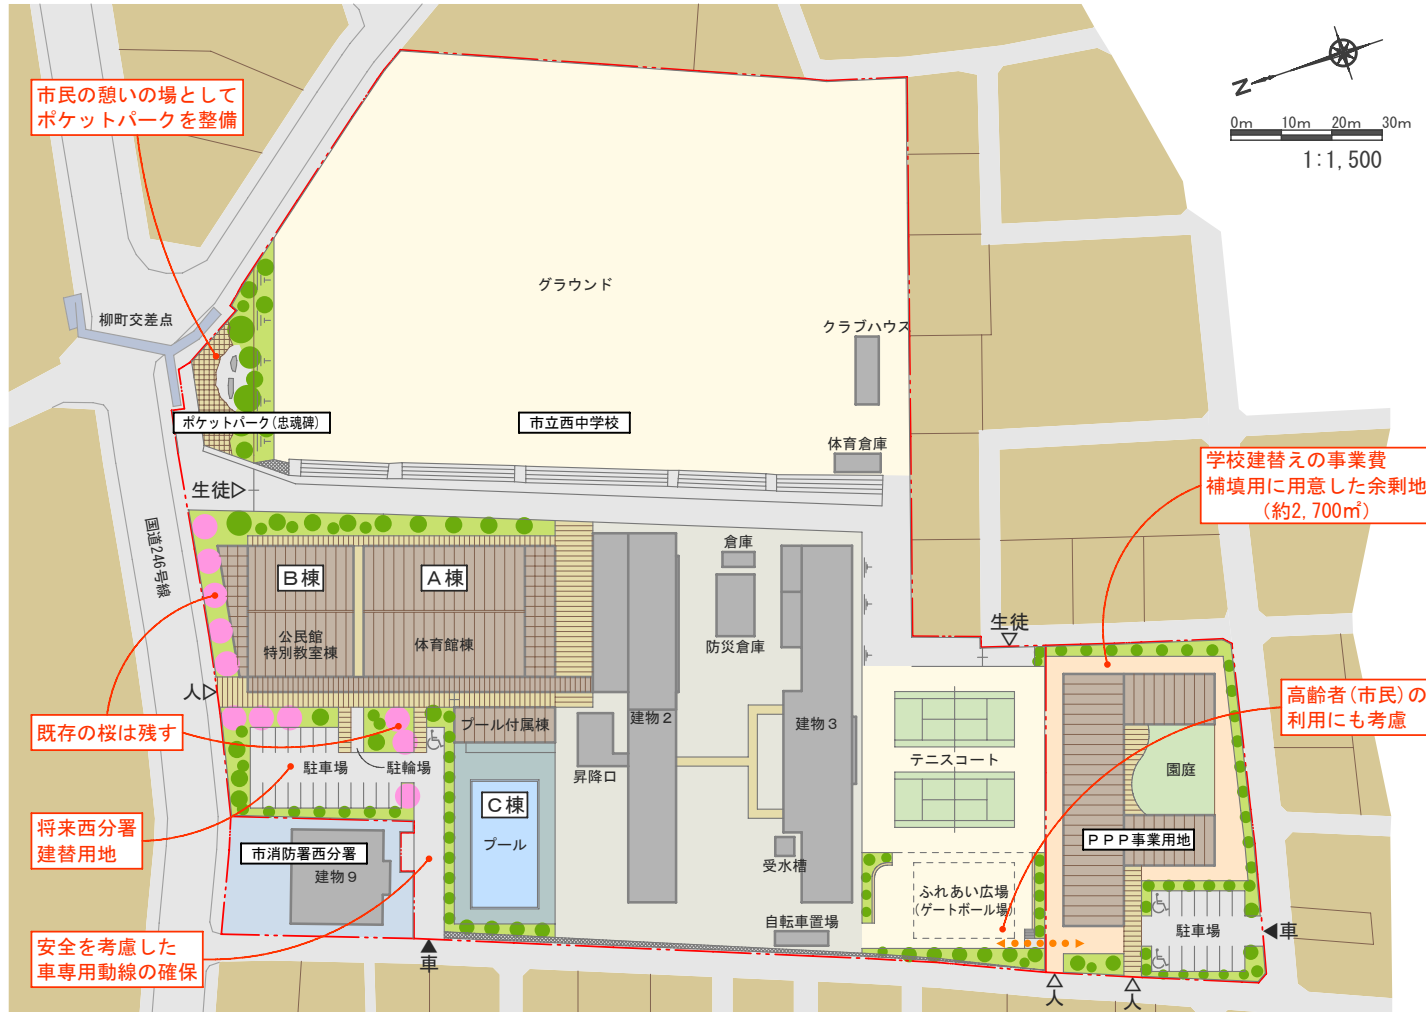 市民の憩いの場として
ポケットパークを整備
N
0m 10m 20m 30m
1:1,500
柳町交差点
グラウンド
クラブハウス
ポケットパーク(忠魂碑)
市立西中学校
体育倉庫
学校建替えの事業費
補填用に用意した余剰地
(約2,700㎡)
生徒
国道246号線
B棟
A棟
公民館
特別教室棟
体育館棟
倉庫
防災倉庫
生徒
人
既存の桜は残す
駐車場
駐輪場
プール付属棟
昇降口
建物2
建物3
テニスコート
園庭
高齢者(市民)の
利用にも考慮
将来西分署
建替用地
市消防署西分署
建物9
C棟
プール
受水槽
PPP事業用地
ふれあい広場
(ゲートボール場)
自転車置場
駐車場
車
安全を考慮した
車専用動線の確保
車
人
人